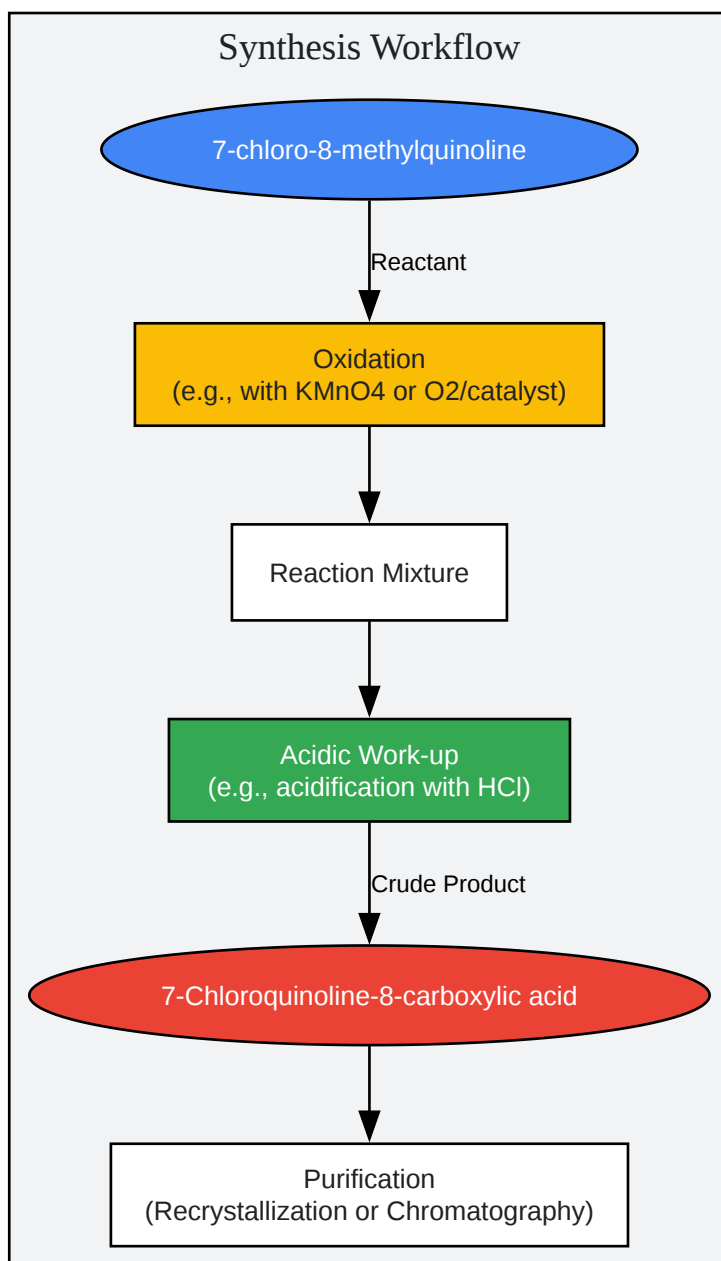 Synthesis Workflow
7-chloro-8-methylquinoline
Reactant
Oxidation
(e.g., with KMnO4 or O2/catalyst)
Reaction Mixture
Acidic Work-up
(e.g., acidification with HCl)
Crude Product
7-Chloroquinoline-8-carboxylic acid
Purification
(Recrystallization or Chromatography)